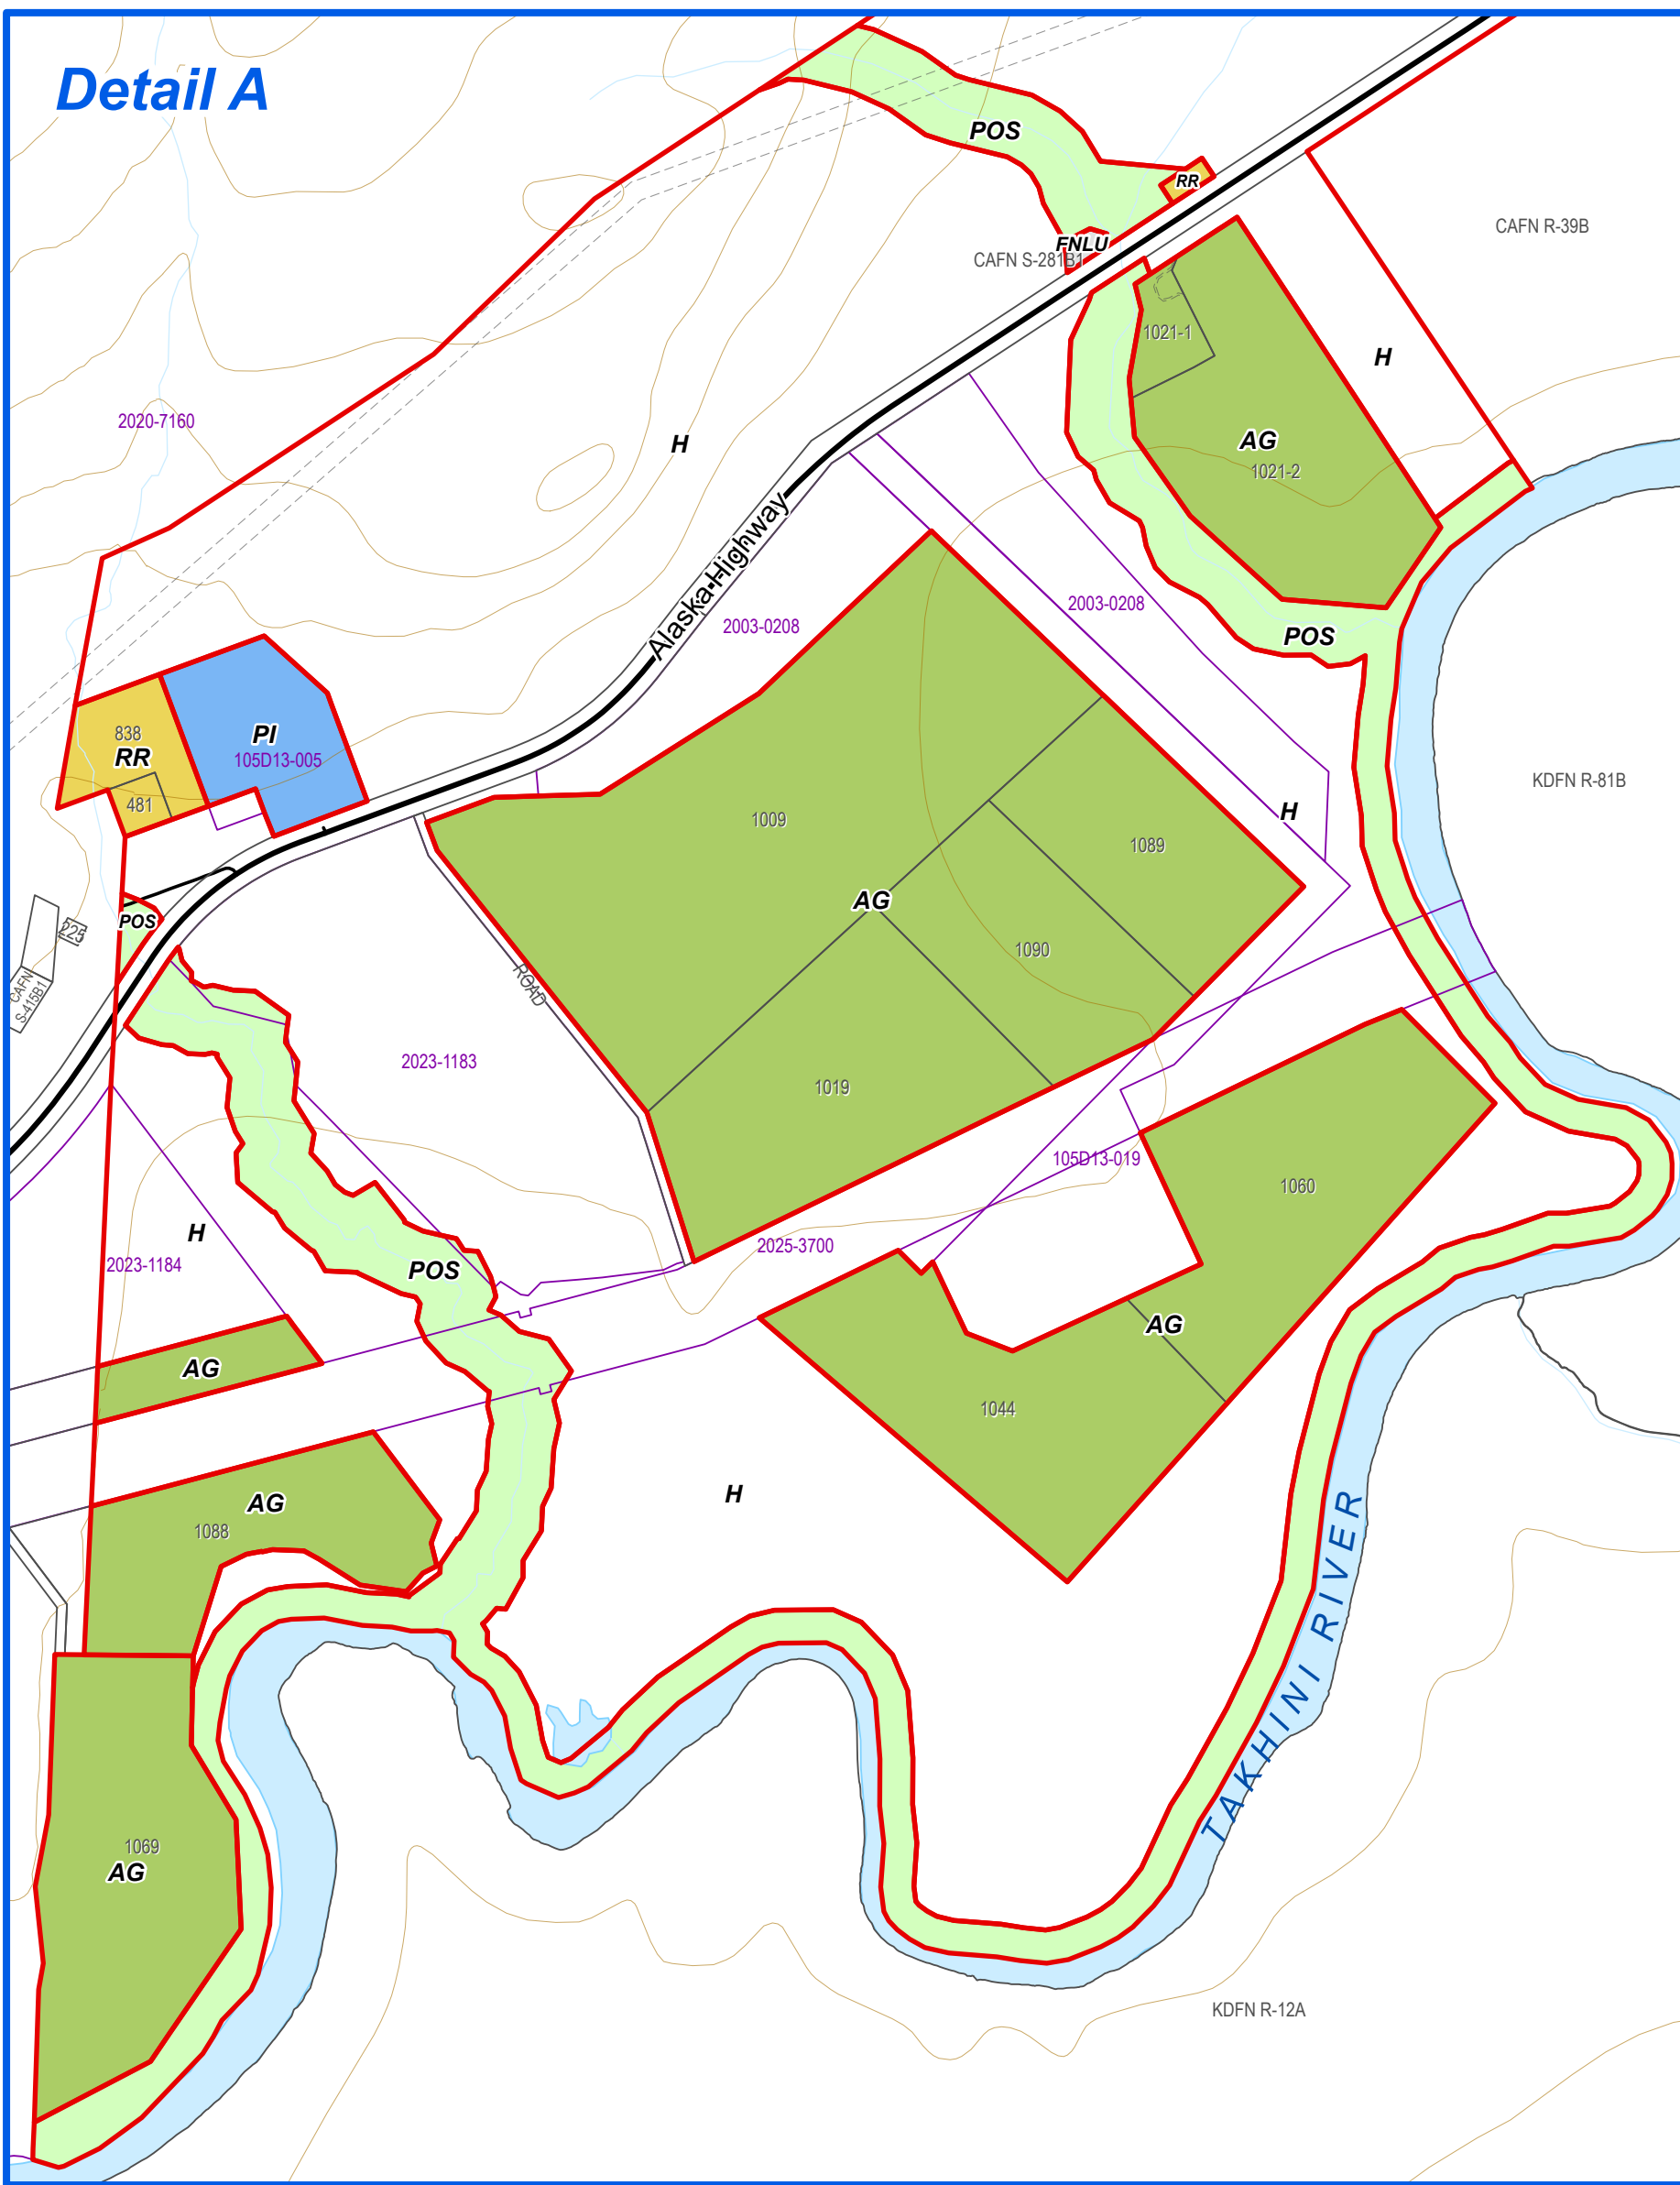 Detail A
POS
RR
FNLU
CAFN S-281B1
CAFN R-39B
1021-1
H
AG
1021-2
2020-7160
H
Alaska Highway
2003-0208
2003-0208
POS
838
RR
481
PI
105D13-005
KDFN R-81B
H
1009
1089
AG
1090
POS
225
CAFN
S-415B1
ROAD
2023-1183
1019
105D13-019
1060
H
2023-1184
POS
2025-3700
AG
AG
1044
H
AG
1088
TAKHINI RIVER
1069
AG
KDFN R-12A